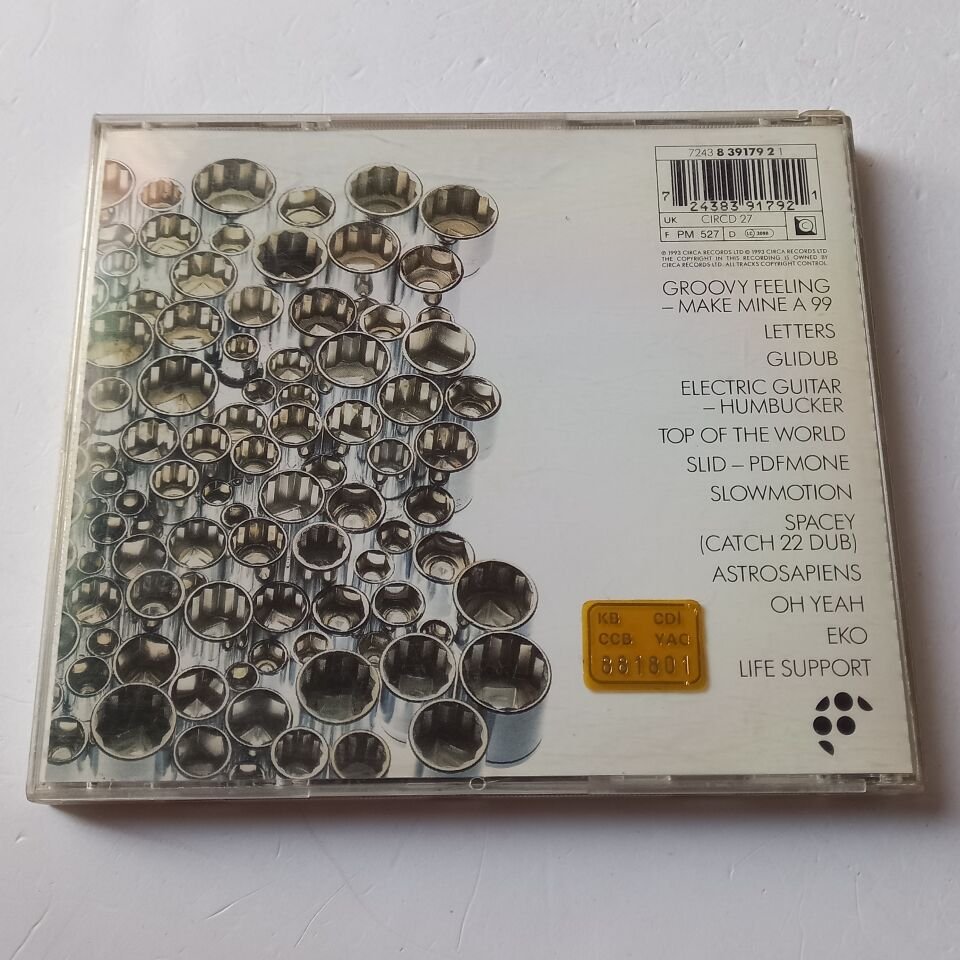 7243 8 39179 2 1
7 24383 91792 1
UK CIRCD 27
F PM 527 D LC 3098
℗ 1993 CIRCA RECORDS LTD © 1993 CIRCA RECORDS LTD
THE COPYRIGHT IN THIS RECORDING IS OWNED BY
CIRCA RECORDS LTD. ALL TRACKS COPYRIGHT CONTROL
GROOVY FEELING
– MAKE MINE A 99
LETTERS
GLIDUB
ELECTRIC GUITAR
– HUMBUCKER
TOP OF THE WORLD
SLID – PDFMONE
SLOWMOTION
SPACEY
(CATCH 22 DUB)
ASTROSAPIENS
OH YEAH
EKO
LIFE SUPPORT
KB CDI
CCB YAC
881801